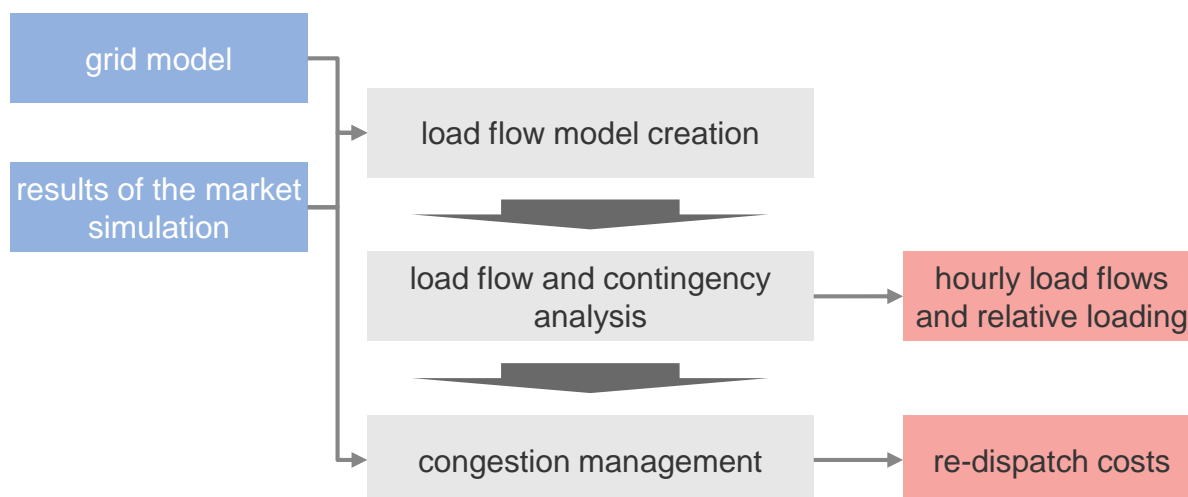 grid model
load flow model creation
results of the market
simulation
load flow and contingency
analysis
hourly load flows
and relative loading
congestion management
re-dispatch costs